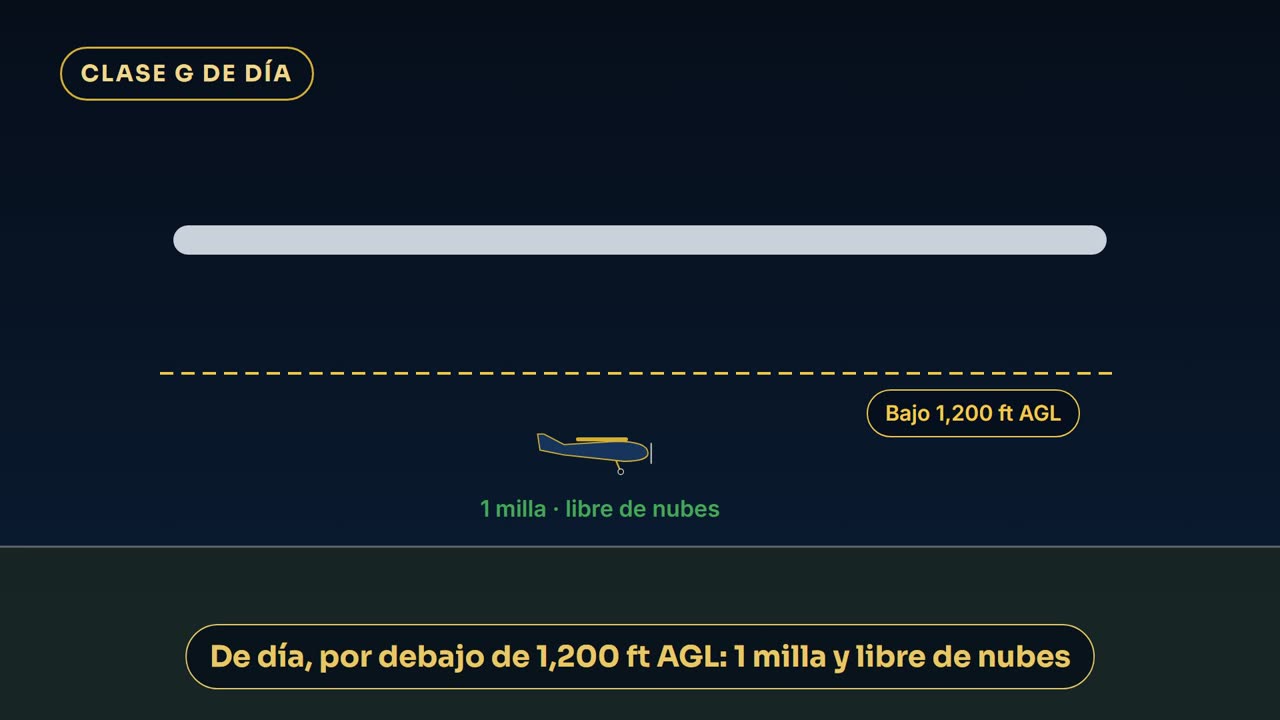 CLASE G DE DÍA
Bajo 1,200 ft AGL
1 milla · libre de nubes
De día, por debajo de 1,200 ft AGL: 1 milla y libre de nubes